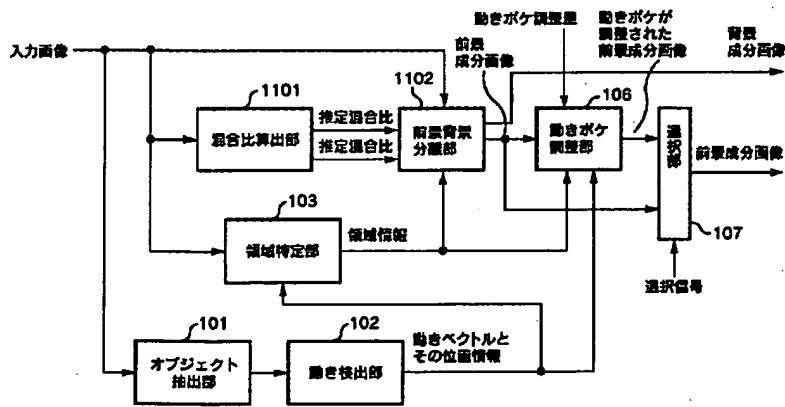 動きボケ調整量
動きボケが
調整された
前景成分画像
背景
成分画像
前景
成分画像
入力画像
1101
混合比算出部
推定混合比
推定混合比
1102
前景背景
分離部
106
動きボケ
調整部
選択部
前景成分画像
107
選択信号
103
領域特定部
領域情報
101
オブジェクト
抽出部
102
動き検出部
動きベクトルと
その位置情報